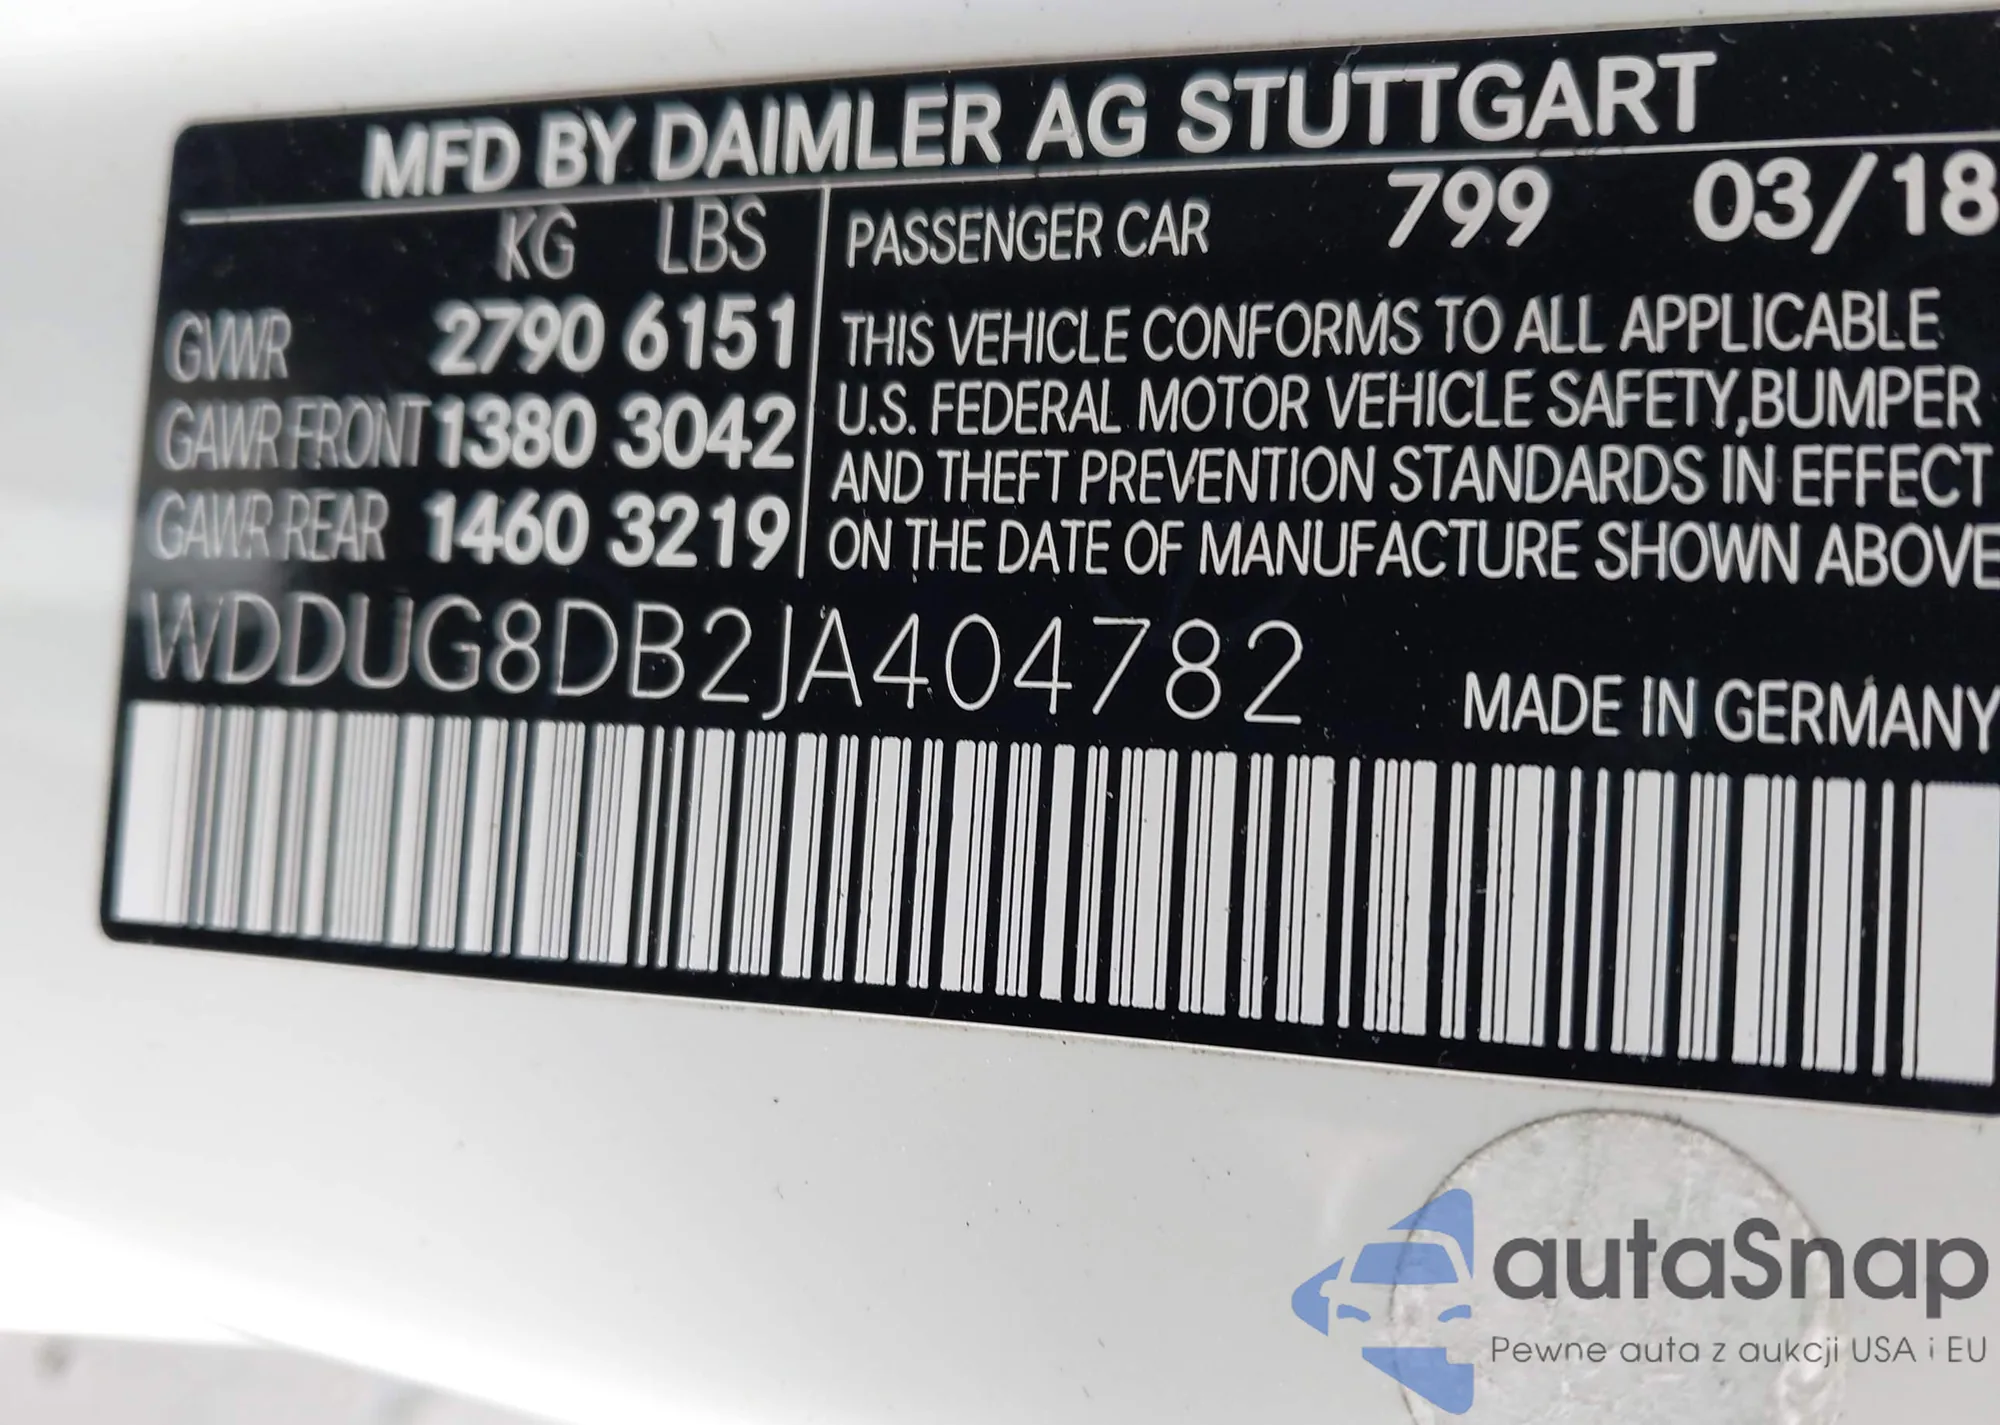 MFD BY DAIMLER AG STUTTGART
KG LBS
GVWR 2790 6151
GAWR FRONT 1380 3042
GAWR REAR 1460 3219
PASSENGER CAR 799 03/18
THIS VEHICLE CONFORMS TO ALL APPLICABLE
U.S. FEDERAL MOTOR VEHICLE SAFETY,BUMPER
AND THEFT PREVENTION STANDARDS IN EFFECT
ON THE DATE OF MANUFACTURE SHOWN ABOVE
WDDUG8DB2JA404782
MADE IN GERMANY
autaSnap
Pewne auta z aukcji USA i EU